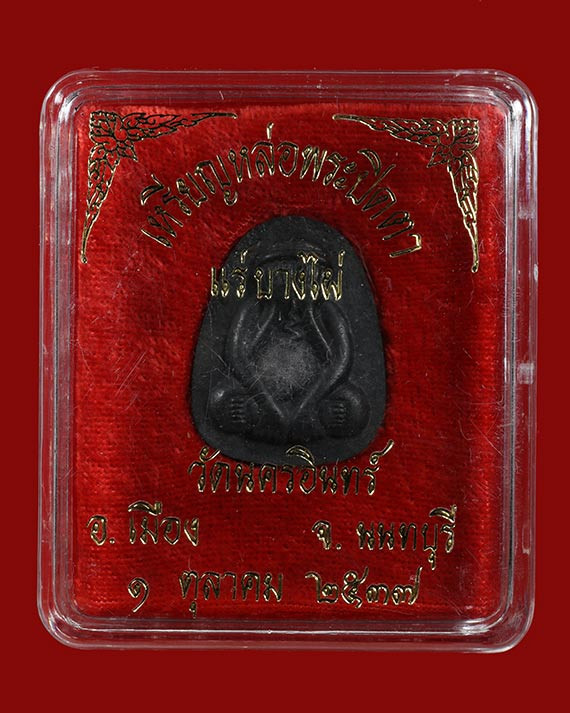 เหรียญหล่อพระปิดตา
แร่บางไผ่
วัดนครอินทร์
อ. เมือง จ. นนทบุรี
๑ ตุลาคม ๒๕๓๗